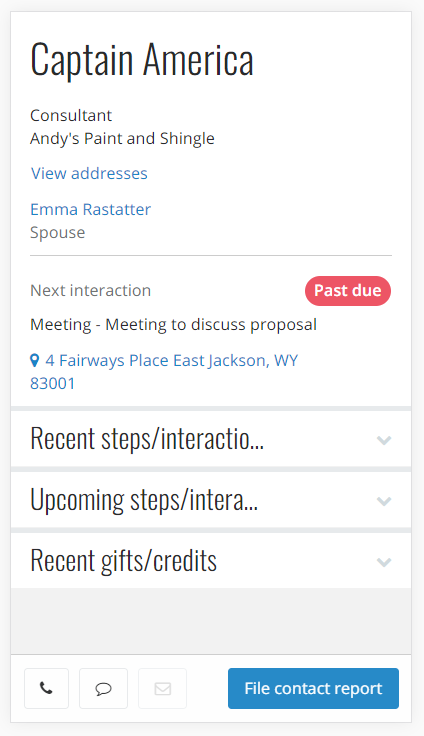 Captain America
Consultant
Andy's Paint and Shingle
View addresses
Emma Rastatter
Spouse
Next interaction
Past due
Meeting - Meeting to discuss proposal
4 Fairways Place East Jackson, WY
83001
Recent steps/interactio...
Upcoming steps/intera...
Recent gifts/credits
File contact report